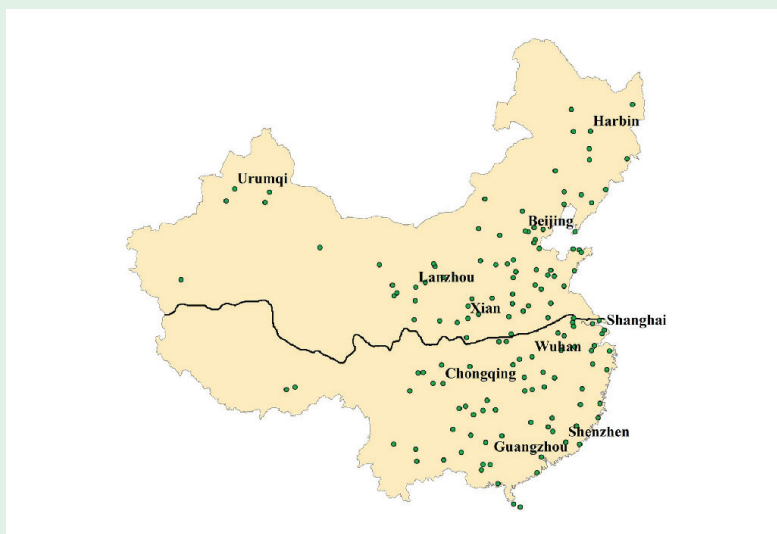 Harbin
Urumqi
Beijing
Lanzhou
Xian
Shanghai
Wuhan
Chongqing
Shenzhen
Guangzhou